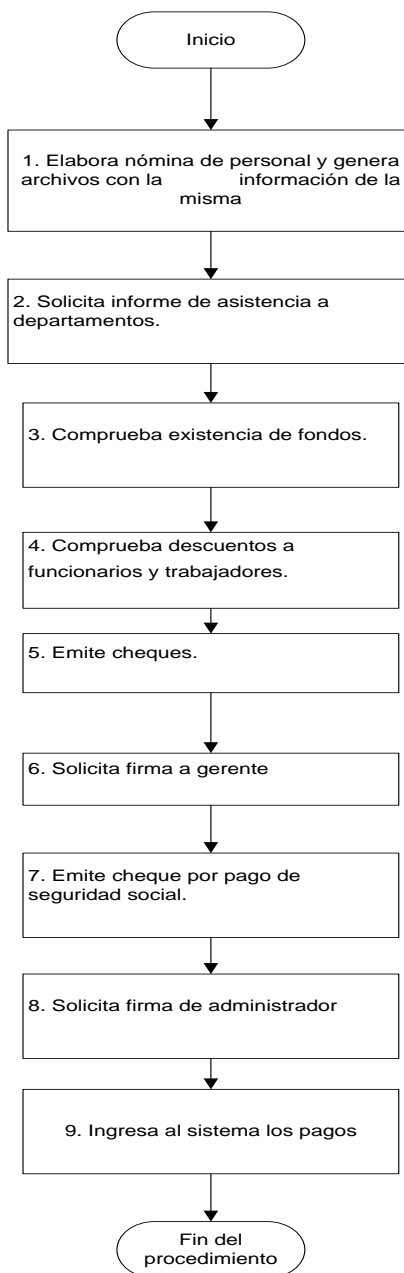 Inicio
1. Elabora nómina de personal y genera
archivos con la información de la
misma
2. Solicita informe de asistencia a
departamentos.
3. Comprueba existencia de fondos.
4. Comprueba descuentos a
funcionarios y trabajadores.
5. Emite cheques.
6. Solicita firma a gerente
7. Emite cheque por pago de
seguridad social.
8. Solicita firma de administrador
9. Ingresa al sistema los pagos
Fin del
procedimiento